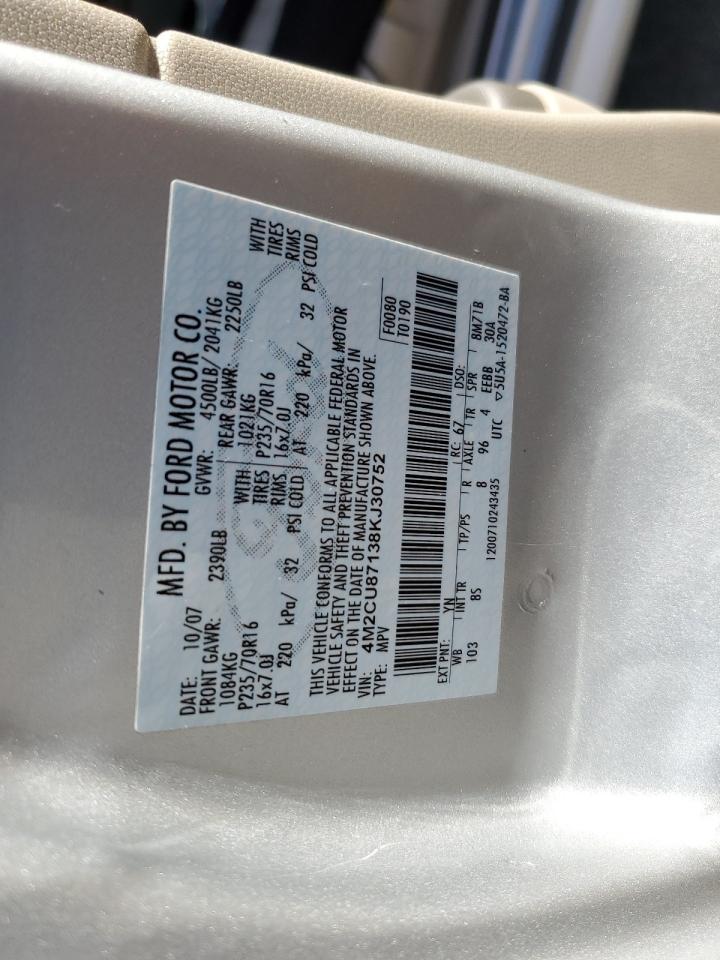 MFD. BY FORD MOTOR CO.
DATE: 10/07 GVWR: 4500LB/ 2041KG
FRONT GAWR: 2390LB REAR GAWR: 2250LB
1084KG WITH 1021KG WITH
P235/70R16 TIRES P235/70R16 TIRES
16x7.0J RIMS 16x7.0J RIMS
AT 220 kPa/ 32 PSI COLD AT 220 kPa/ 32 PSI COLD
THIS VEHICLE CONFORMS TO ALL APPLICABLE FEDERAL MOTOR
VEHICLE SAFETY AND THEFT PREVENTION STANDARDS IN
EFFECT ON THE DATE OF MANUFACTURE SHOWN ABOVE.
VIN: 4M2CU87138KJ30752 F0080
TYPE: MPV T0190
EXT PNT: YN RC: 67 DSO:
WB INT TR TP/PS R AXLE TR SPR BM71B
103 8S 8 96 4 EEBB 30A
1200710243435 UTC ▽5U5A-1520472-BA